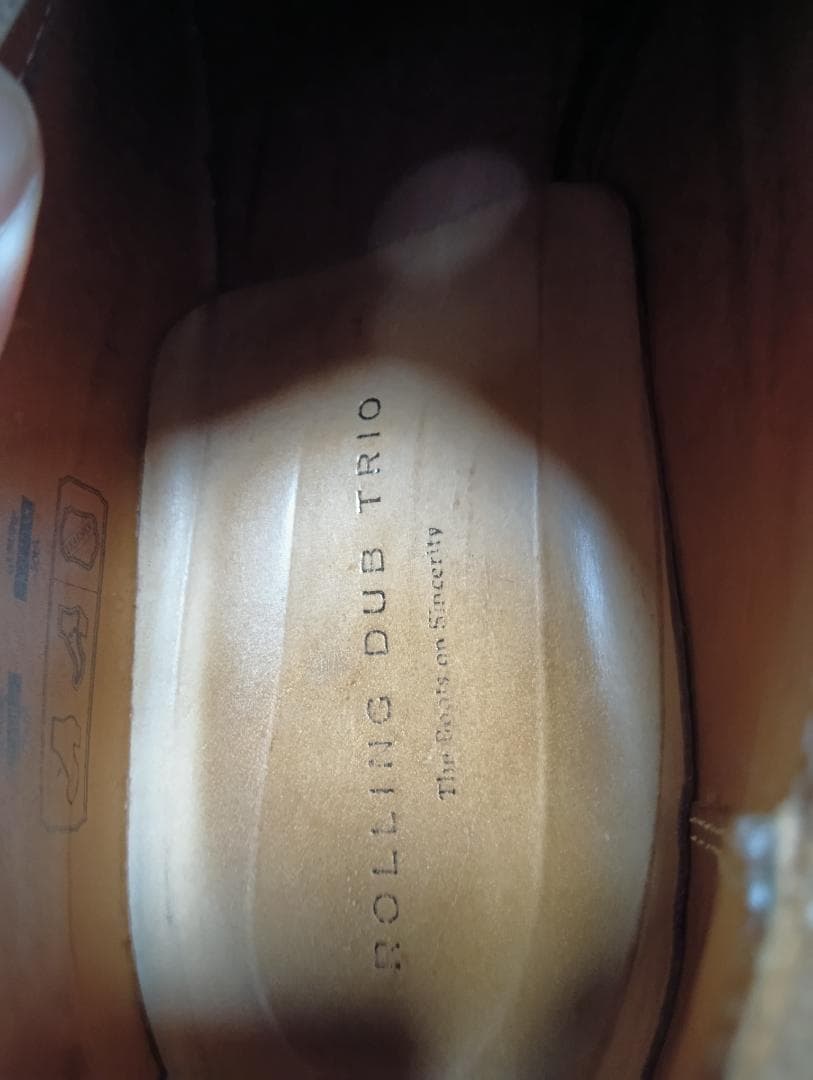 ROLLING DUB TRIO
The Boots on Sincerity